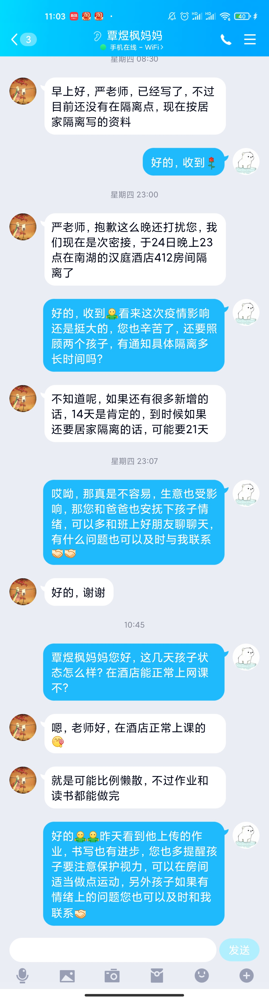 11:03 新热 淘 淘 HD HD 6 40
3
覃煜枫妈妈
手机在线 - WiFi
星期四 08:30
早上好，严老师，已经写了，不过
目前还没有在隔离点，现在按居
家隔离写的资料
好的，收到🌹
星期四 23:00
严老师，抱歉这么晚还打扰您，我
们现在是次密接，于24日晚上23
点在南湖的汉庭酒店412房间隔
离了
好的，收到看来这次疫情影响
还是挺大的，您也辛苦了，还要照
顾两个孩子，有通知具体隔离多
长时间吗?
不知道呢，如果还有很多新增的
话，14天是肯定的，到时候如果
还要居家隔离的话，可能要21天
星期四 23:07
哎呦，那真是不容易，生意也受影
响，那您和爸爸也安抚下孩子情
绪，可以多和班上好朋友聊聊天，
有什么问题也可以及时与我联系
🤝🤝
好的，谢谢
10:45
覃煜枫妈妈您好，这几天孩子状
态怎么样? 在酒店能正常上网课
不?
嗯，老师好，在酒店正常上课的
就是可能比例懒散，不过作业和
读书都能做完
好的昨天看到他上传的作
业，书写也有进步，您也多提醒孩
子要注意保护视力，可以在房间
适当做点运动，另外孩子如果有
情绪上的问题您也可以及时和我
联系🤝
发送